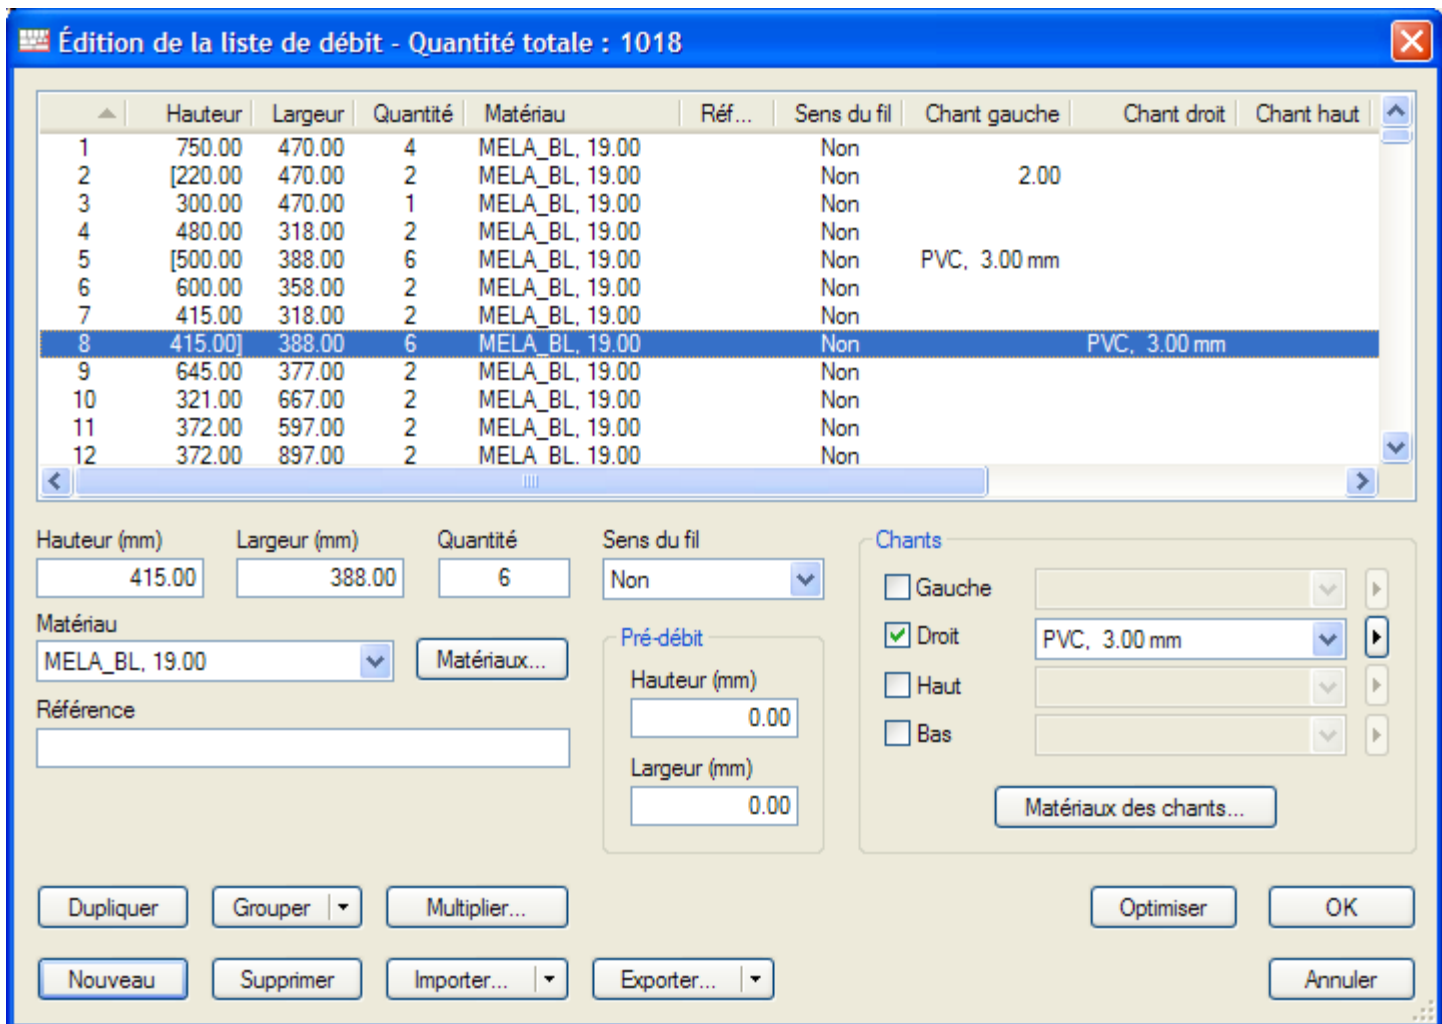 Édition de la liste de débit - Quantité totale : 1018
Hauteur Largeur Quantité Matériau Réf... Sens du fil Chant gauche Chant droit Chant haut
1 750.00 470.00 4 MELA_BL, 19.00 Non
2 [220.00 470.00 2 MELA_BL, 19.00 Non 2.00
3 300.00 470.00 1 MELA_BL, 19.00 Non
4 480.00 318.00 2 MELA_BL, 19.00 Non
5 [500.00 388.00 6 MELA_BL, 19.00 Non PVC, 3.00 mm
6 600.00 358.00 2 MELA_BL, 19.00 Non
7 415.00 318.00 2 MELA_BL, 19.00 Non
8 415.00] 388.00 6 MELA_BL, 19.00 Non PVC, 3.00 mm
9 645.00 377.00 2 MELA_BL, 19.00 Non
10 321.00 667.00 2 MELA_BL, 19.00 Non
11 372.00 597.00 2 MELA_BL, 19.00 Non
12 372.00 897.00 2 MELA_BL, 19.00 Non
Hauteur (mm) Largeur (mm) Quantité Sens du fil Chants
415.00 388.00 6 Non
Gauche
Matériau
MELA_BL, 19.00 Matériaux...
Pré-débit
Droit PVC, 3.00 mm
Hauteur (mm)
0.00
Haut
Référence
Bas
Largeur (mm)
0.00
Matériaux des chants...
Dupliquer Grouper Multiplier... Optimiser OK
Nouveau Supprimer Importer... Exporter... Annuler